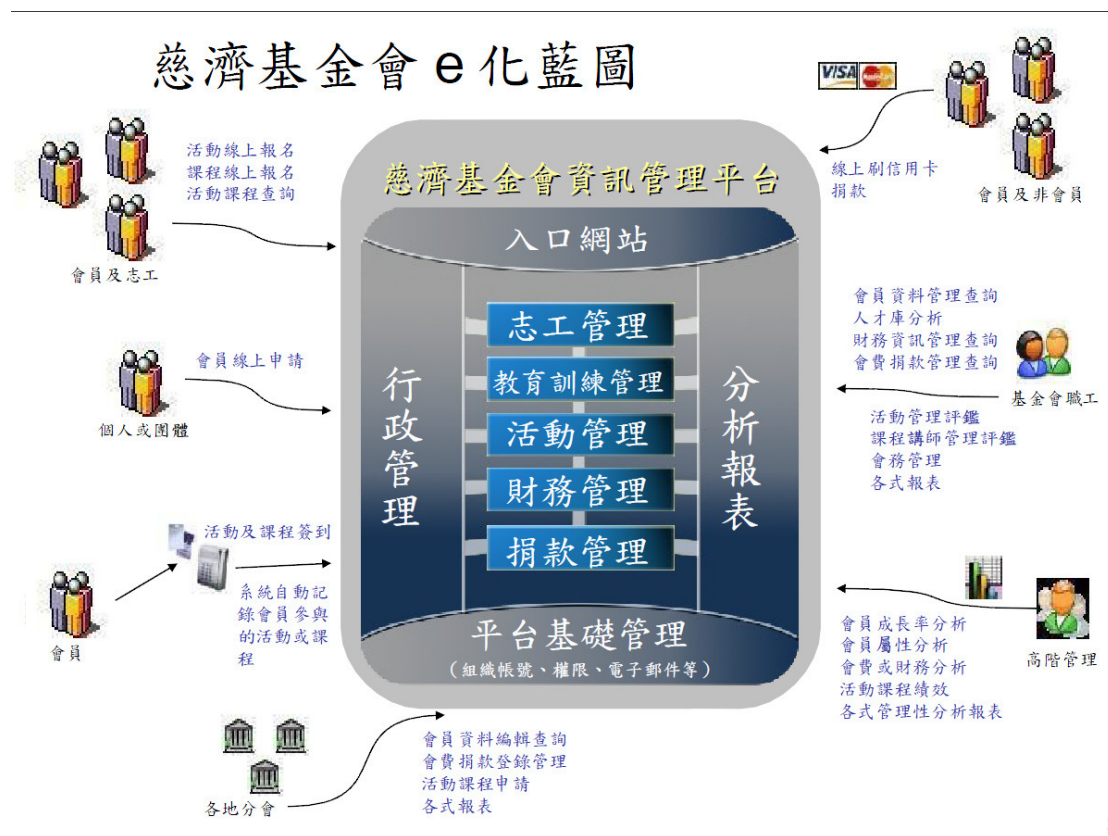 慈濟基金會 e 化藍圖
VISA
MasterCard
活動線上報名
課程線上報名
活動課程查詢
會員及志工
線上刷信用卡
捐款
會員及非會員
慈濟基金會資訊管理平台
入口網站
行政管理
志工管理
教育訓練管理
活動管理
財務管理
捐款管理
分析報表
平台基礎管理
（組織帳號、權限、電子郵件等）
會員線上申請
個人或團體
會員資料管理查詢
人才庫分析
財務資訊管理查詢
會費捐款管理查詢
基金會職工
活動管理評鑑
課程講師管理評鑑
會務管理
各式報表
活動及課程簽到
系統自動記
錄會員參與
的活動或課
程
會員
會員成長率分析
會員屬性分析
會費或財務分析
活動課程績效
各式管理性分析報表
高階管理
會員資料編輯查詢
會費捐款登錄管理
活動課程申請
各式報表
各地分會